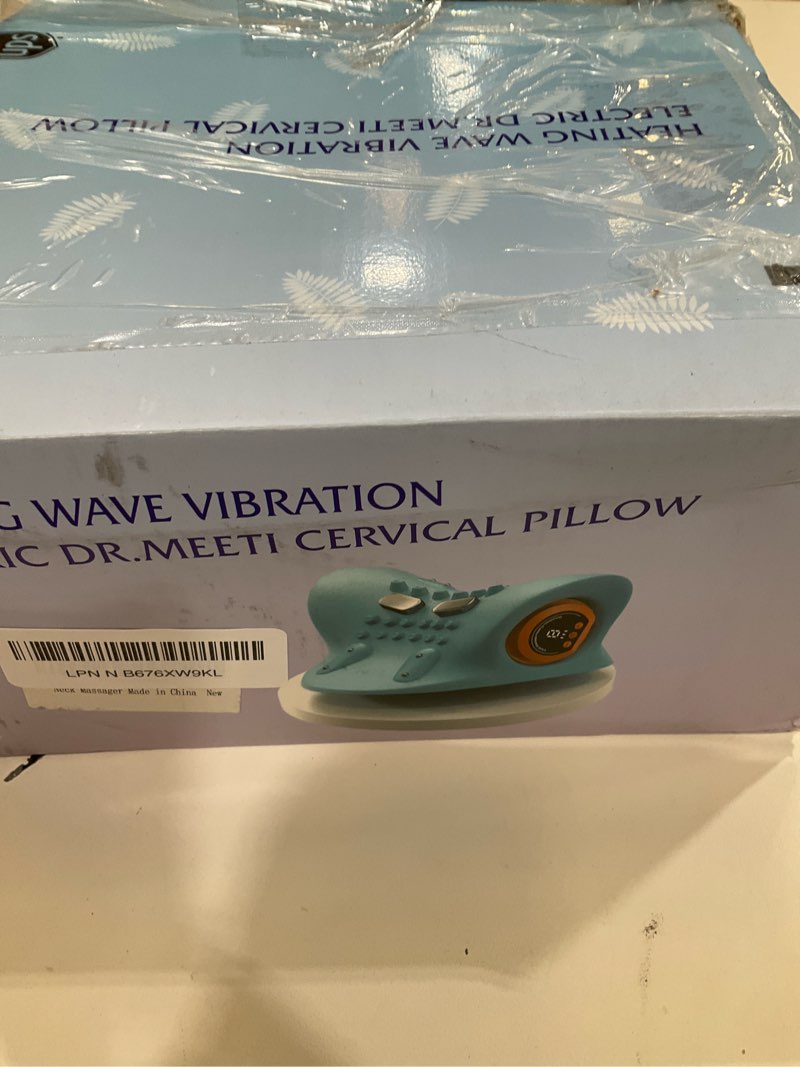 ups
HEATING WAVE VIBRATION
ELECTRIC DR.MEETI CERVICAL PILLOW
G WAVE VIBRATION
IC DR.MEETI CERVICAL PILLOW
LPN N B676XW9KL
Neck Massager Made in China New